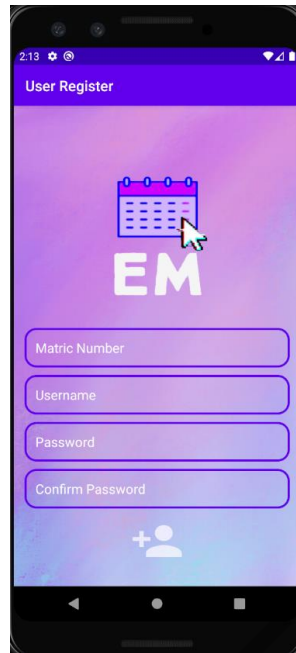 2:13
User Register
EM
Matric Number
Username
Password
Confirm Password